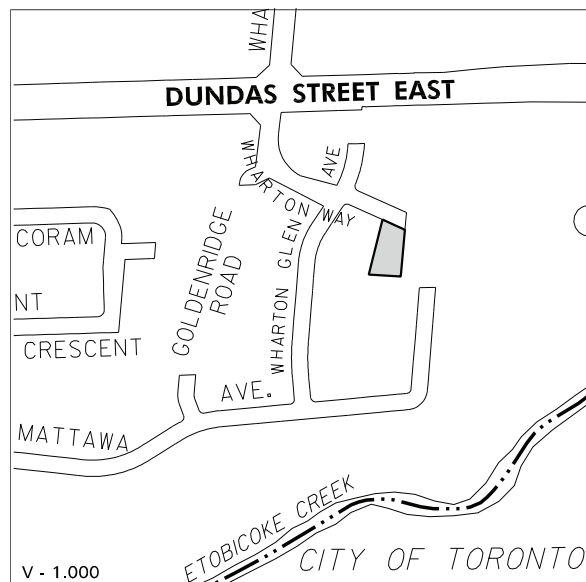 WHA
DUNDAS STREET EAST
WHARTON WAY
AVE
CORAM
GOLDENRIDGE
ROAD
WHARTON GLEN
NT
CRESCENT
AVE.
MATTAWA
ETOBICOKE CREEK
CITY OF TORONTO
V - 1.000